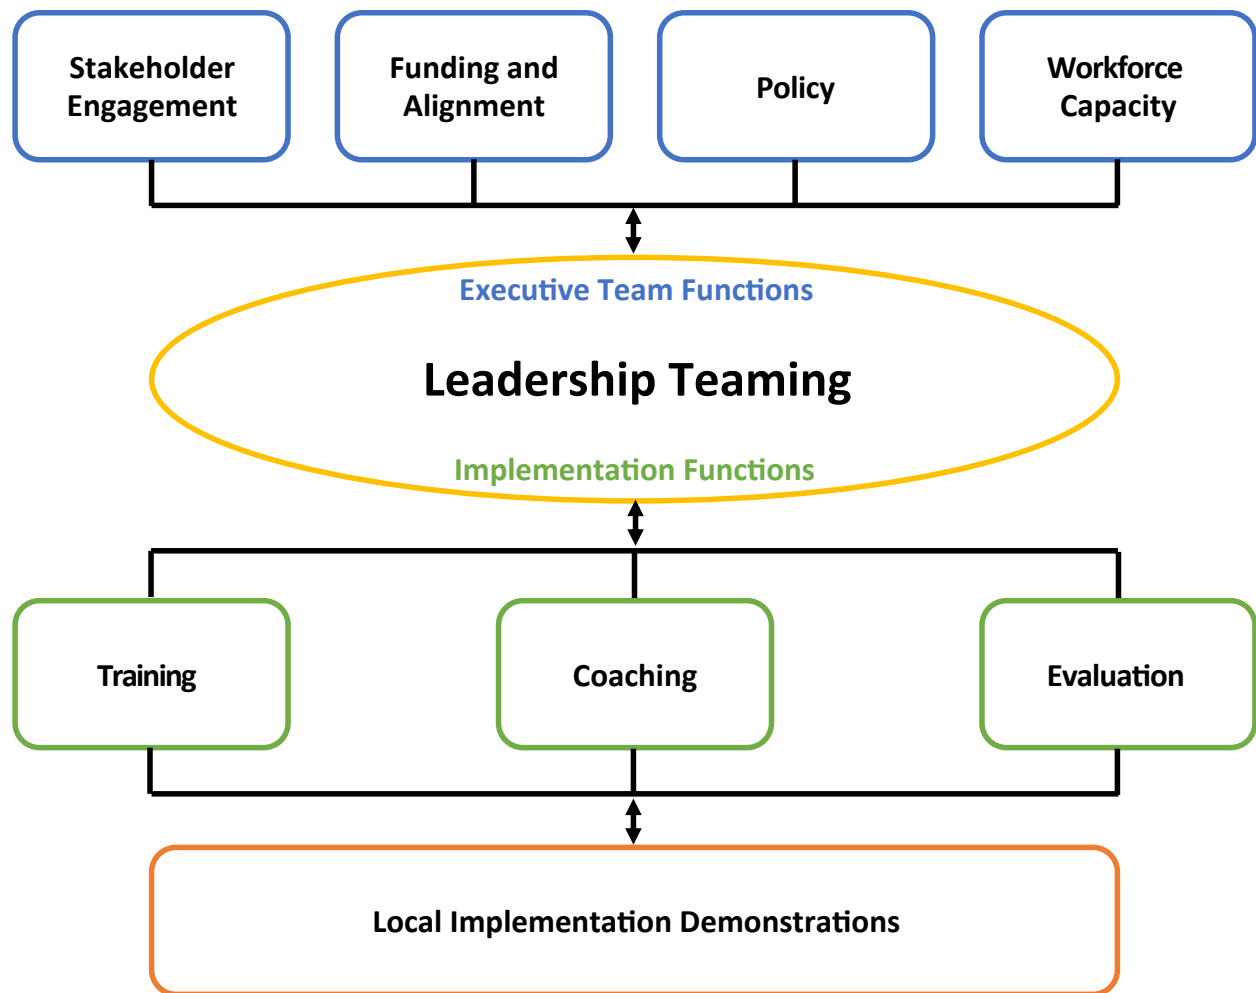 Stakeholder
Engagement
Funding and
Alignment
Policy
Workforce
Capacity
Executive Team Functions
Leadership Teaming
Implementation Functions
Training
Coaching
Evaluation
Local Implementation Demonstrations